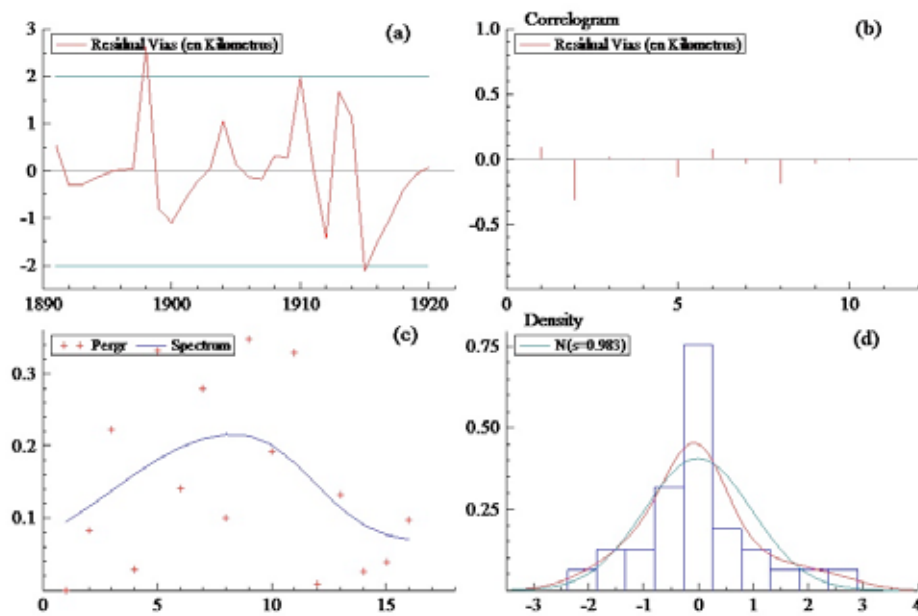 3
2
1
0
-1
-2
1890 1900 1910 1920
Residual Vias (en Kilometrus)
(a)
Correlogram
1.0
0.5
0.0
-0.5
0 5 10
Residual Vias (en Kilometrus)
(b)
0.3
0.2
0.1
0 5 10 15
Pergr Spectrum
(c)
Density
0.75
0.50
0.25
-3 -2 -1 0 1 2 3 4
N(s=0.983)
(d)